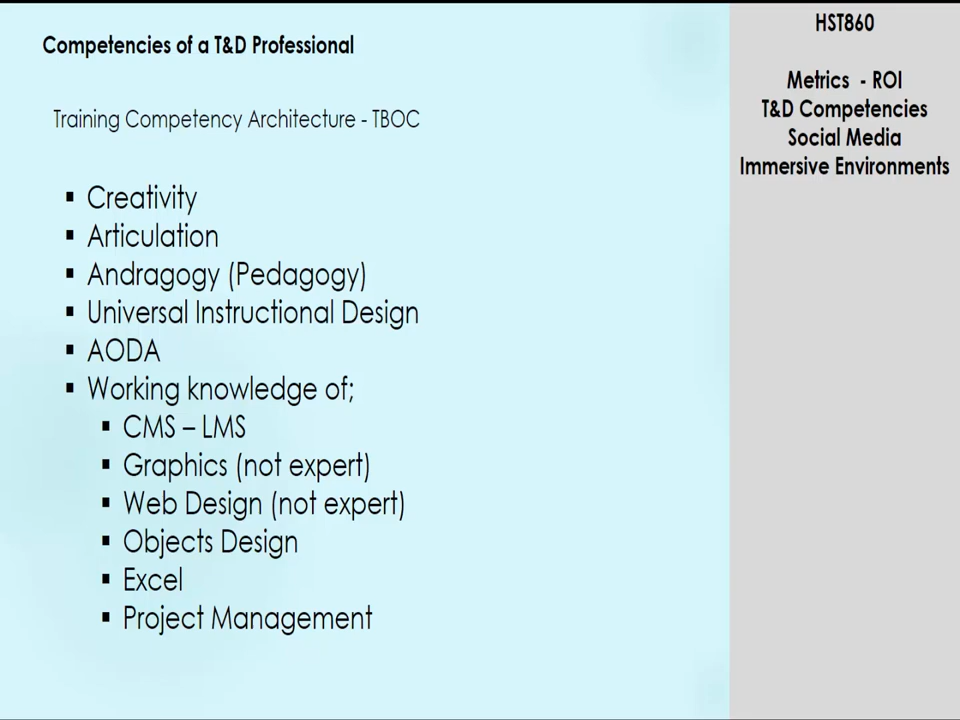 Competencies of a T&D Professional
Training Competency Architecture - TBOC
▪ Creativity
▪ Articulation
▪ Andragogy (Pedagogy)
▪ Universal Instructional Design
▪ AODA
▪ Working knowledge of;
▪ CMS – LMS
▪ Graphics (not expert)
▪ Web Design (not expert)
▪ Objects Design
▪ Excel
▪ Project Management
HST860
Metrics - ROI
T&D Competencies
Social Media
Immersive Environments